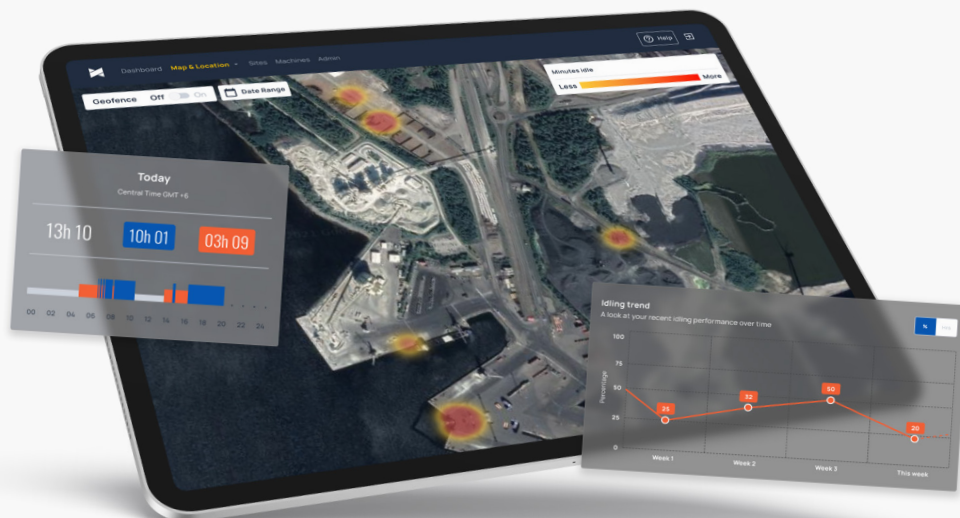 Dashboard Map & Location Sites Machines Admin
Help
Geofence Off On
Date Range
Minutes idle
Less More
Today
Central Time GMT +6
13h 10 10h 01 03h 09
00 02 04 06 08 10 12 14 16 18 20 22 24
Idling trend
A look at your recent idling performance over time
%
Percentage
100
75
50
25
0
25 32 50 20
Week 1 Week 2 Week 3 This week